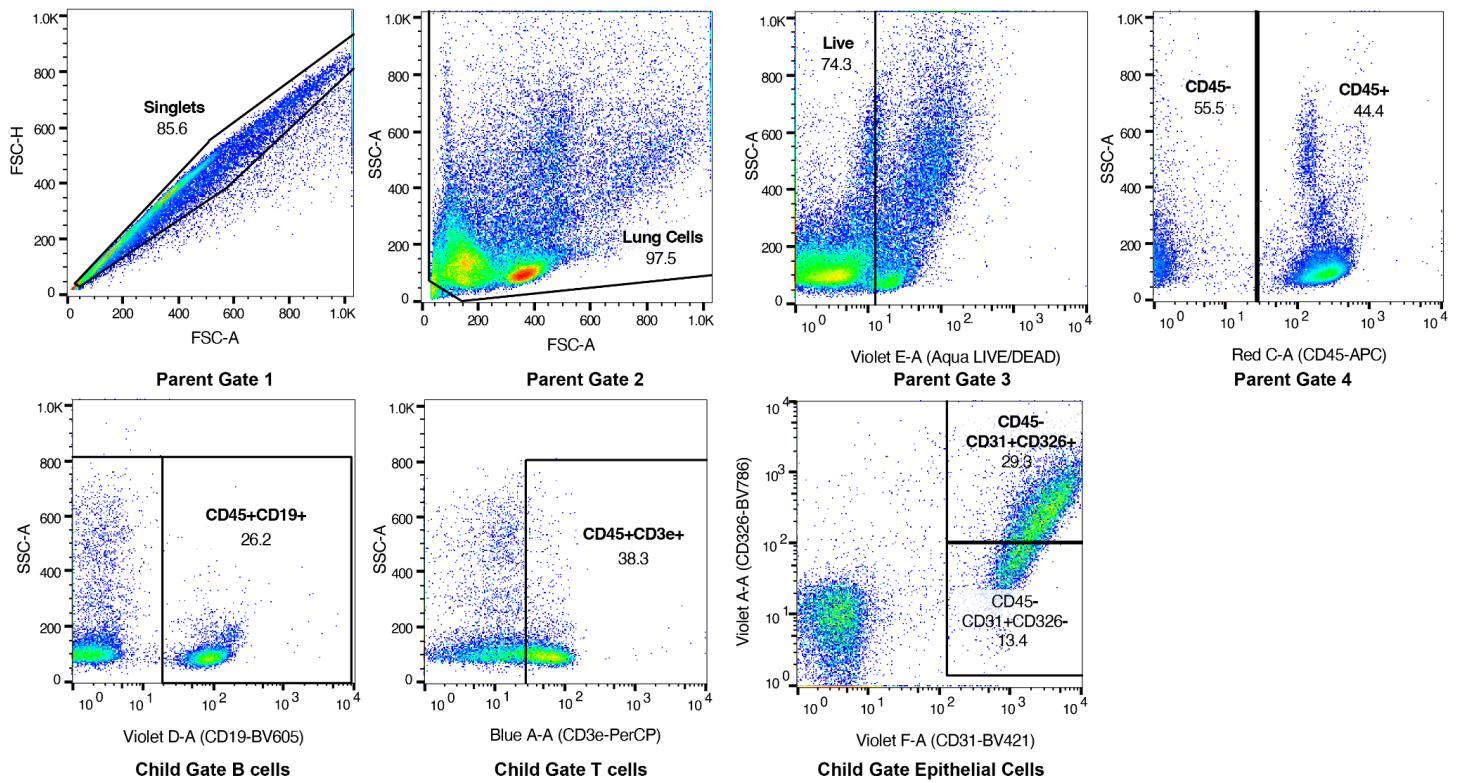 1.0K
800
600
400
200
0
FSC-H
Singlets
85.6
0 200 400 600 800 1.0K
FSC-A
Parent Gate 1
1.0K
800
600
400
200
0
SSC-A
Lung Cells
97.5
0 200 400 600 800 1.0K
FSC-A
Parent Gate 2
1.0K
800
600
400
200
0
SSC-A
Live
74.3
10 0 10 1 10 2 10 3 10 4
Violet E-A (Aqua LIVE/DEAD)
Parent Gate 3
1.0K
800
600
400
200
0
SSC-A
CD45-
55.5
CD45+
44.4
10 0 10 1 10 2 10 3 10 4
Red C-A (CD45-APC)
Parent Gate 4
1.0K
800
600
400
200
0
SSC-A
CD45+CD19+
26.2
10 0 10 1 10 2 10 3 10 4
Violet D-A (CD19-BV605)
Child Gate B cells
1.0K
800
600
400
200
0
SSC-A
CD45+CD3e+
38.3
10 0 10 1 10 2 10 3 10 4
Blue A-A (CD3e-PerCP)
Child Gate T cells
10 4
10 3
10 2
10 1
10 0
Violet A-A (CD326-BV786)
CD45-
CD31+CD326+
29.3
CD45-
CD31+CD326-
13.4
10 0 10 1 10 2 10 3 10 4
Violet F-A (CD31-BV421)
Child Gate Epithelial Cells